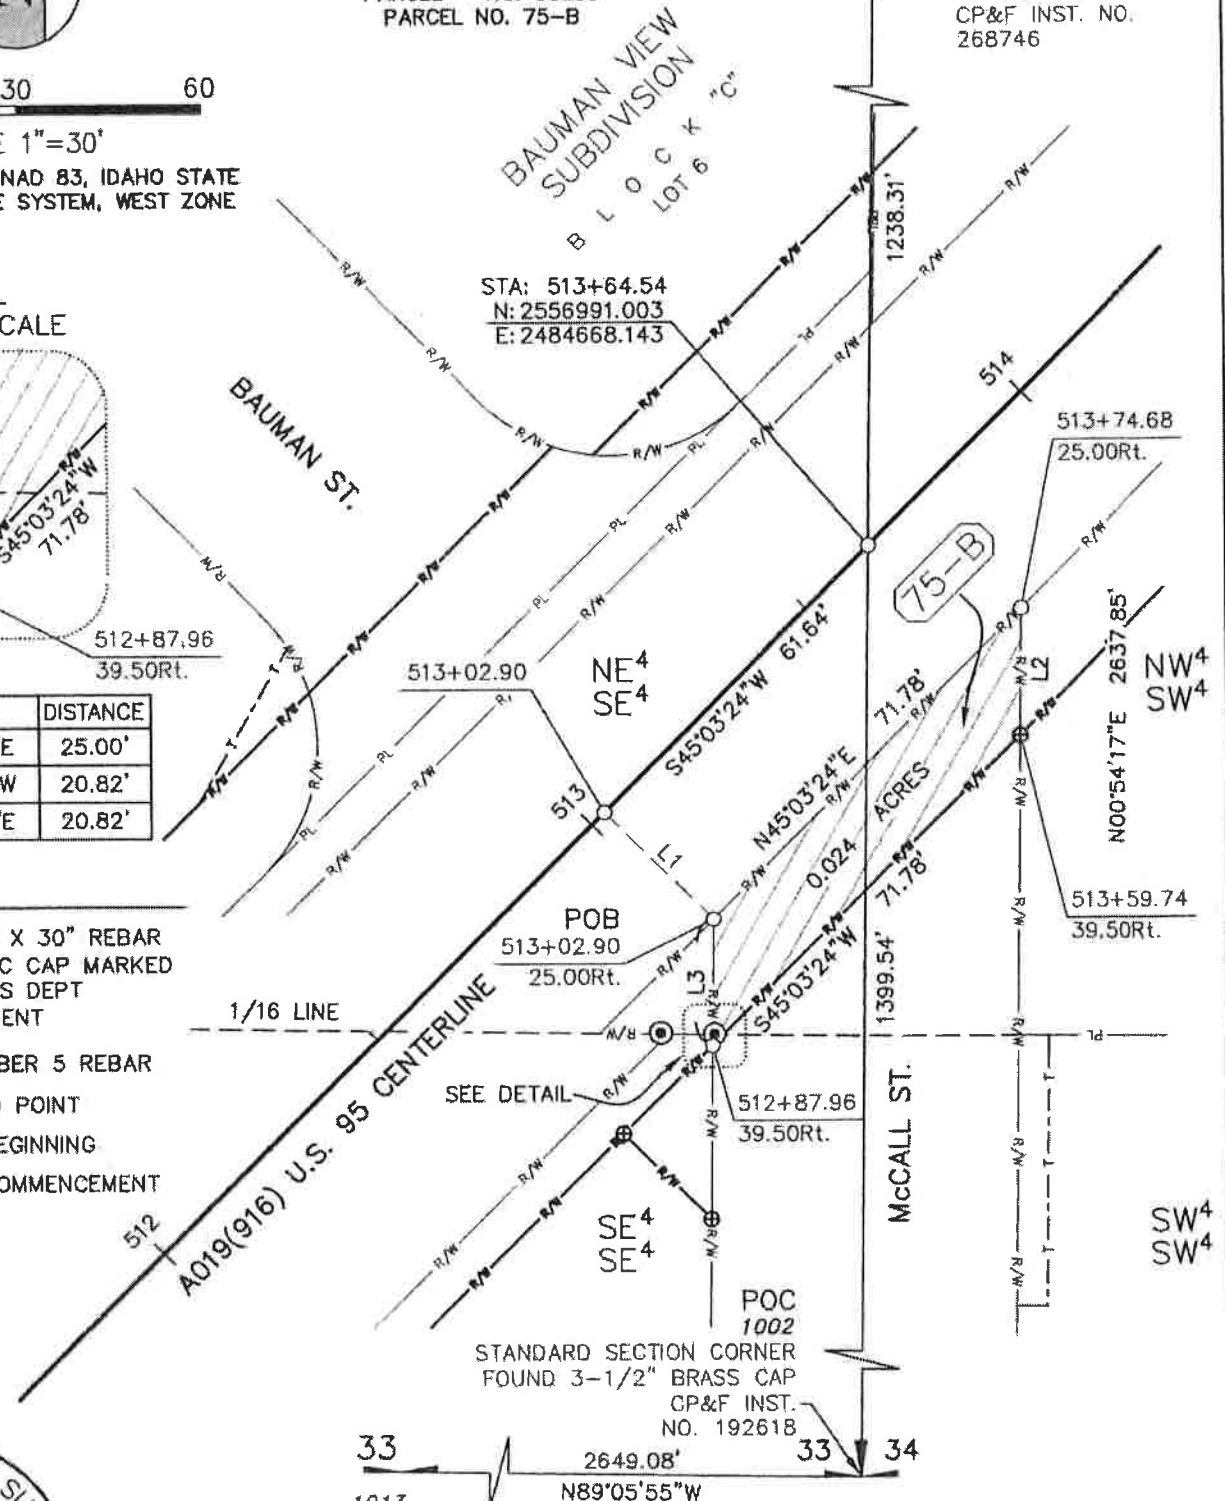 PARCEL NO. 75-B
CP&F INST. NO.
268746
30 60
1"=30'
NAD 83, IDAHO STATE
SYSTEM, WEST ZONE
BAUMAN VIEW
SUBDIVISION
BLOCK "C"
LOT 6
1238.31'
STA: 513+64.54
N: 2556991.003
E: 2484668.143
CALE
BAUMAN ST.
S45°03'24"W
71.78'
512+87.96
39.50Rt.
514
513+74.68
25.00Rt.
75-B
513+02.90
NE4
SE4
S45°03'24"W 61.64'
NW4
SW4
N00°54'17"E 2637.85'
L2
DISTANCE
E 25.00'
W 20.82'
E 20.82'
513
L1
N45°03'24"E
71.78'
0.024 ACRES
S45°03'24"W
71.78'
513+59.74
39.50Rt.
POB
513+02.90
25.00Rt.
L3
X 30" REBAR
C CAP MARKED
S DEPT
ENT
BER 5 REBAR
POINT
EGINNING
OMMENCEMENT
1/16 LINE
1399.54'
SEE DETAIL
512+87.96
39.50Rt.
McCALL ST.
512
A019(916) U.S. 95 CENTERLINE
SE4
SE4
SW4
SW4
POC
1002
STANDARD SECTION CORNER
FOUND 3-1/2" BRASS CAP
CP&F INST.
NO. 192618
33 33 34
2649.08'
N89°05'55"W
R/W
PL
T